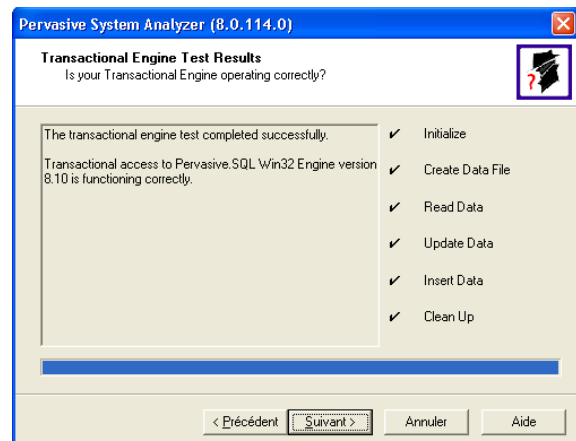 Pervasive System Analyzer (8.0.114.0)
Transactional Engine Test Results
Is your Transactional Engine operating correctly?
?
The transactional engine test completed successfully.
Transactional access to Pervasive.SQL Win32 Engine version
8.10 is functioning correctly.
Initialize
Create Data File
Read Data
Update Data
Insert Data
Clean Up
< Précédent
Suivant >
Annuler
Aide